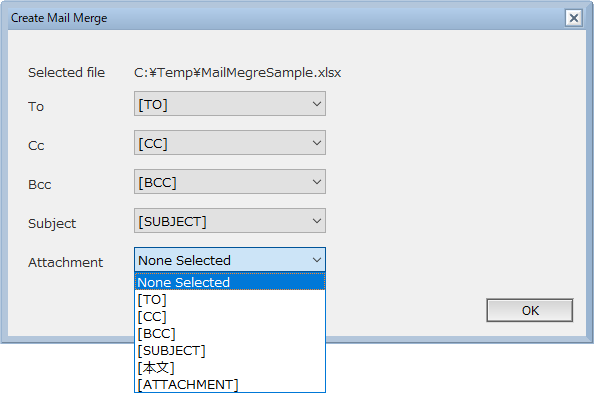 Create Mail Merge
Selected file C:¥Temp¥MailMegreSample.xlsx
To [TO]
Cc [CC]
Bcc [BCC]
Subject [SUBJECT]
Attachment None Selected
None Selected
[TO]
[CC]
[BCC]
[SUBJECT]
[本文]
[ATTACHMENT]
OK